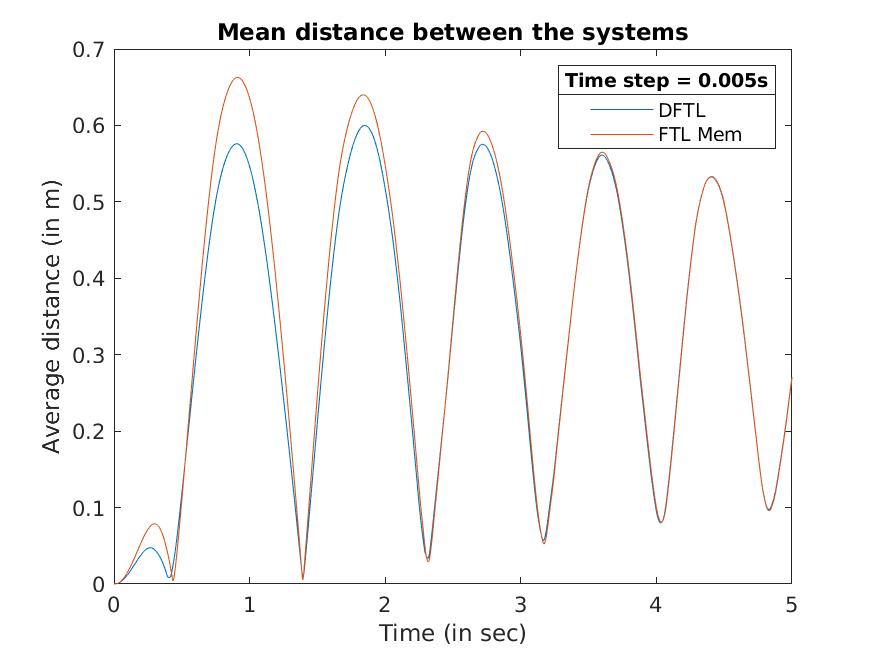 Mean distance between the systems
0.7
0.6
0.5
0.4
0.3
0.2
0.1
0
Average distance (in m)
Time step = 0.005s
DFTL
FTL Mem
0 1 2 3 4 5
Time (in sec)